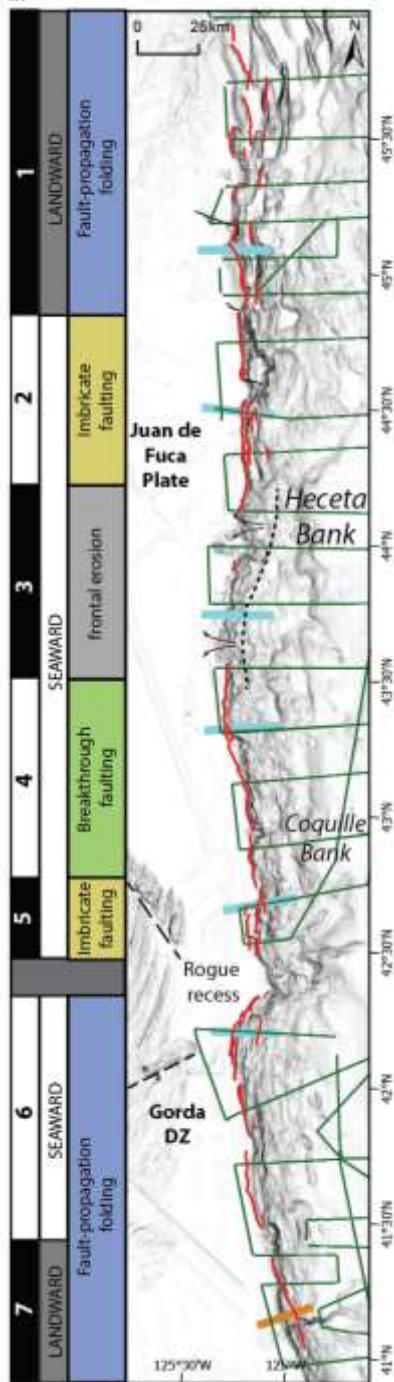 1
LANDWARD
Fault-propagation
folding
2
Imbricate
faulting
3
SEAWARD
frontal erosion
4
Breakthrough
faulting
5
Imbricate
faulting
6
SEAWARD
Fault-propagation
folding
7
LANDWARD
0
25km
N
Juan de
Fuca
Plate
Heceta
Bank
Coquille
Bank
Rogue
recess
Gorda
DZ
45°30'N
45°N
44°30'N
44°N
43°30'N
43°N
42°30'N
42°N
41°30'N
41°N
125°30'W
125°W